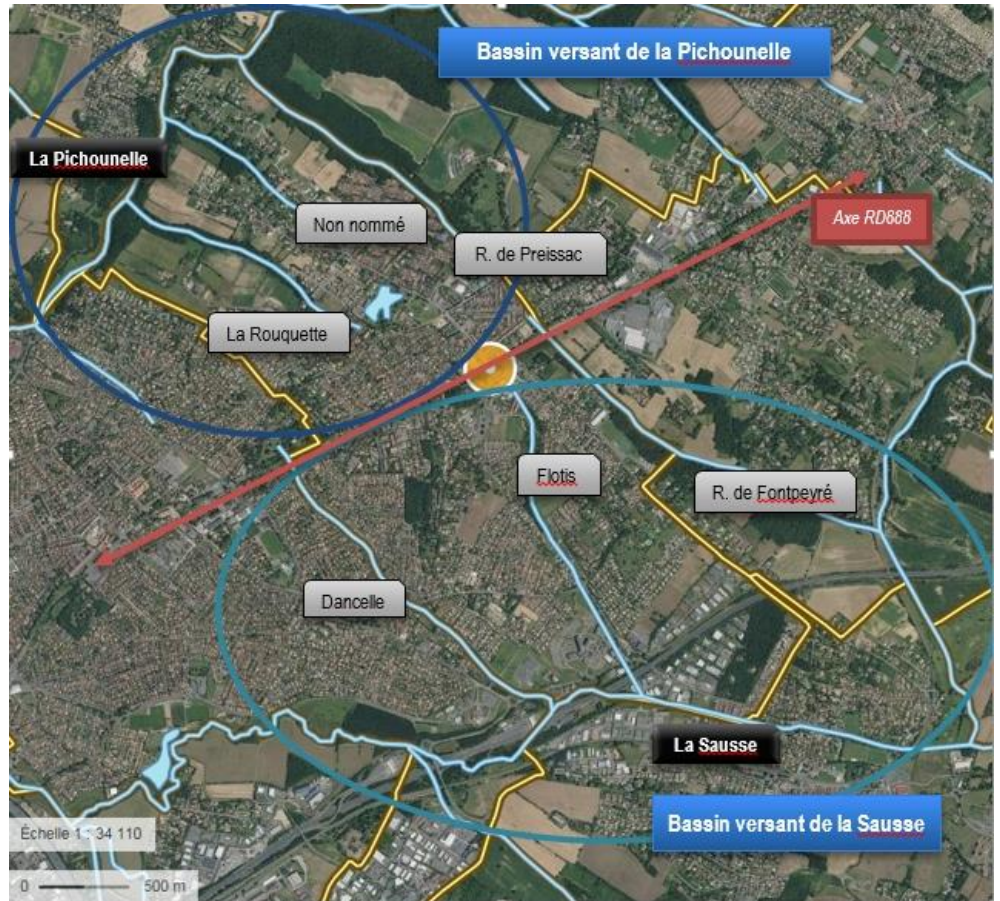 Bassin versant de la Pichounelle
La Pichounelle
Non nommé
Axe RD888
R. de Preissac
La Rouquette
Flotis
R. de Fontpeyré
Dancelle
La Sausse
Bassin versant de la Sausse
Échelle 1 : 34 110
0 500 m